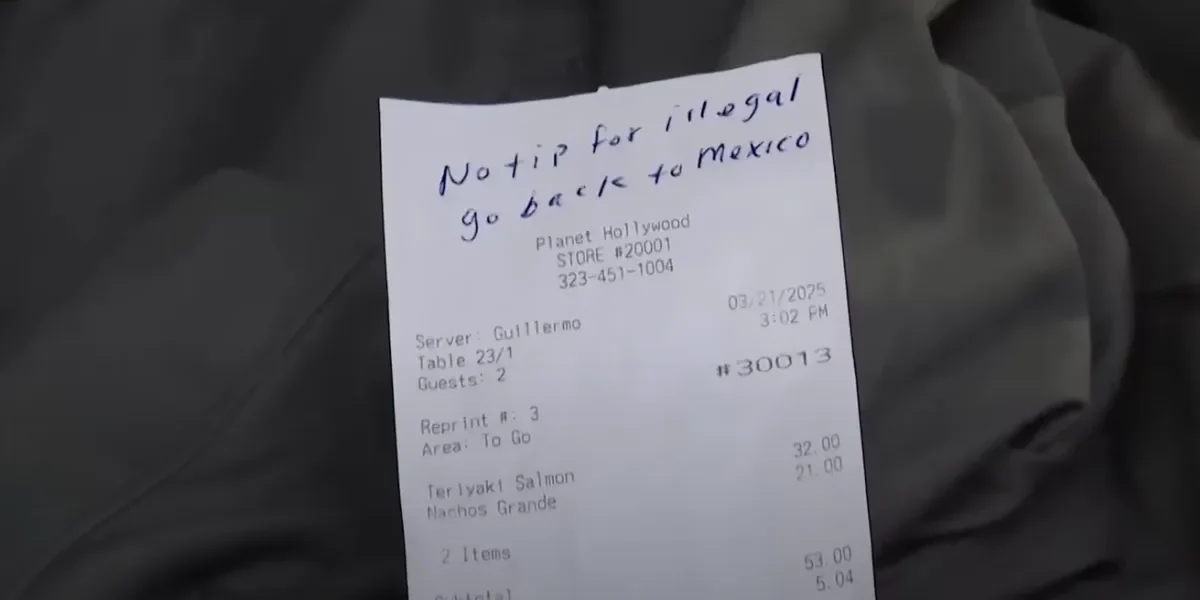 No tip for illegal
go back to Mexico
Planet Hollywood
STORE #20001
323-451-1004
Server: Guillermo
03/21/2025
Table 23/1
3:02 PM
Guests: 2
#30013
Reprint #: 3
Area: To Go
Teriyaki Salmon 32.00
Nachos Grande 21.00
2 Items
Subtotal 53.00
5.04